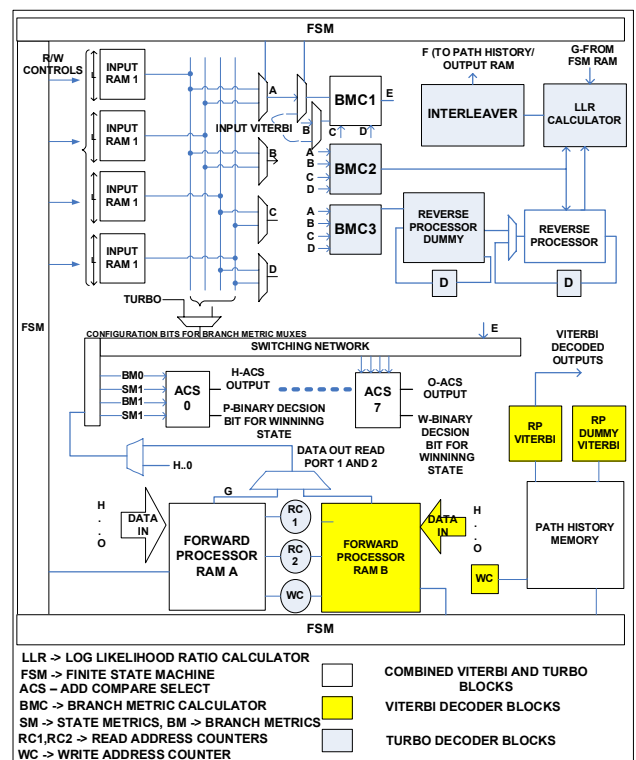 FSM
R/W
CONTROLS
L
INPUT
RAM 1
L
INPUT
RAM 1
L
INPUT
RAM 1
L
INPUT
RAM 1
TURBO
A
B
C
D
INPUT VITERBI
B
BMC1
E
C
D
A
B
C
D
BMC2
A
B
C
D
BMC3
F (TO PATH HISTORY/
OUTPUT RAM
G-FROM
FSM RAM
INTERLEAVER
LLR
CALCULATOR
REVERSE
PROCESSOR
DUMMY
REVERSE
PROCESSOR
D
D
FSM
CONFIGURATION BITS FOR BRANCH METRIC MUXES
E
SWITCHING NETWORK
BM0
SM1
BM1
SM1
ACS
0
H-ACS
OUTPUT
P-BINARY DECSION
BIT FOR WINNING
STATE
ACS
7
O-ACS
OUTPUT
W-BINARY
DECSION
BIT FOR
WINNNING
STATE
VITERBI
DECODED
OUTPUTS
RP
VITERBI
RP
DUMMY
VITERBI
H..0
DATA OUT READ
PORT 1 AND 2
G
H
.
.
O
DATA
IN
FORWARD
PROCESSOR
RAM A
RC
1
RC
2
WC
FORWARD
PROCESSOR
RAM B
DATA
IN
H
.
.
O
WC
PATH HISTORY
MEMORY
FSM
LLR -> LOG LIKELIHOOD RATIO CALCULATOR
FSM -> FINITE STATE MACHINE
ACS – ADD COMPARE SELECT
BMC -> BRANCH METRIC CALCULATOR
SM -> STATE METRICS, BM -> BRANCH METRICS
RC1,RC2 -> READ ADDRESS COUNTERS
WC -> WRITE ADDRESS COUNTER
COMBINED VITERBI AND TURBO
BLOCKS
VITERBI DECODER BLOCKS
TURBO DECODER BLOCKS